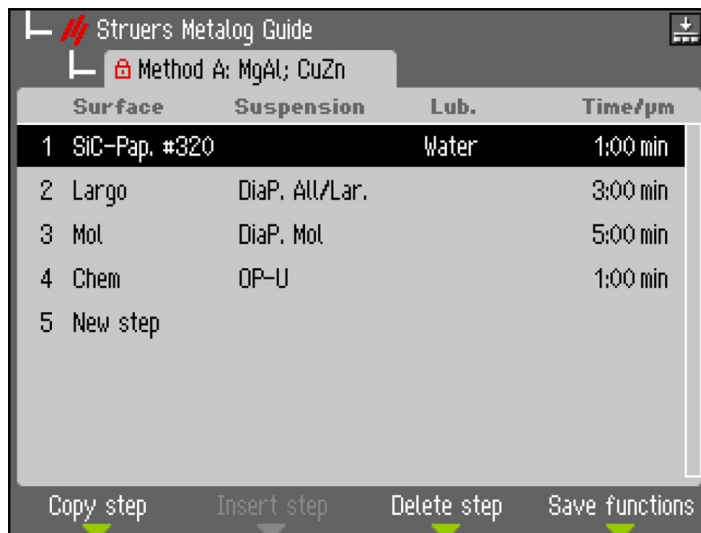 Struers Metalog Guide
Method A: MgAl; CuZn
Surface Suspension Lub. Time/µm
1 SiC-Pap. #320 Water 1:00 min
2 Largo DiaP. All/Lar. 3:00 min
3 Mol DiaP. Mol 5:00 min
4 Chem OP-U 1:00 min
5 New step
Copy step Insert step Delete step Save functions